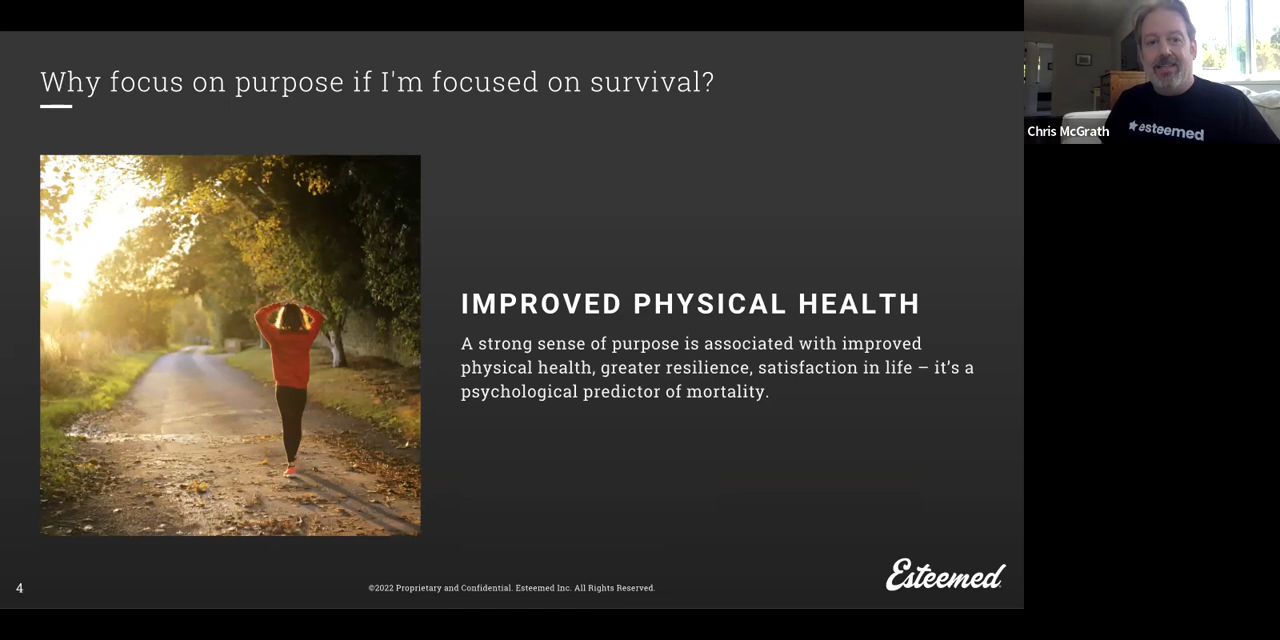 Why focus on purpose if I'm focused on survival?
IMPROVED PHYSICAL HEALTH
A strong sense of purpose is associated with improved
physical health, greater resilience, satisfaction in life – it's a
psychological predictor of mortality.
4
©2022 Proprietary and Confidential. Esteemed Inc. All Rights Reserved.
Esteemed
Chris McGrath
esteemed